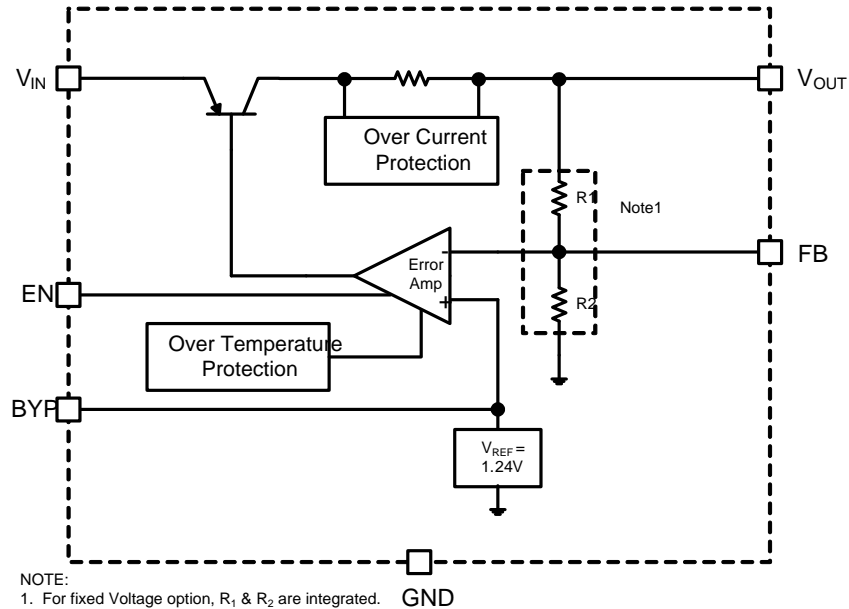 VIN
VOUT
Over Current
Protection
R1
Note1
FB
Error
Amp
-
+
R2
EN
Over Temperature
Protection
BYP
VREF =
1.24V
GND
NOTE:
1. For fixed Voltage option, R1 & R2 are integrated.